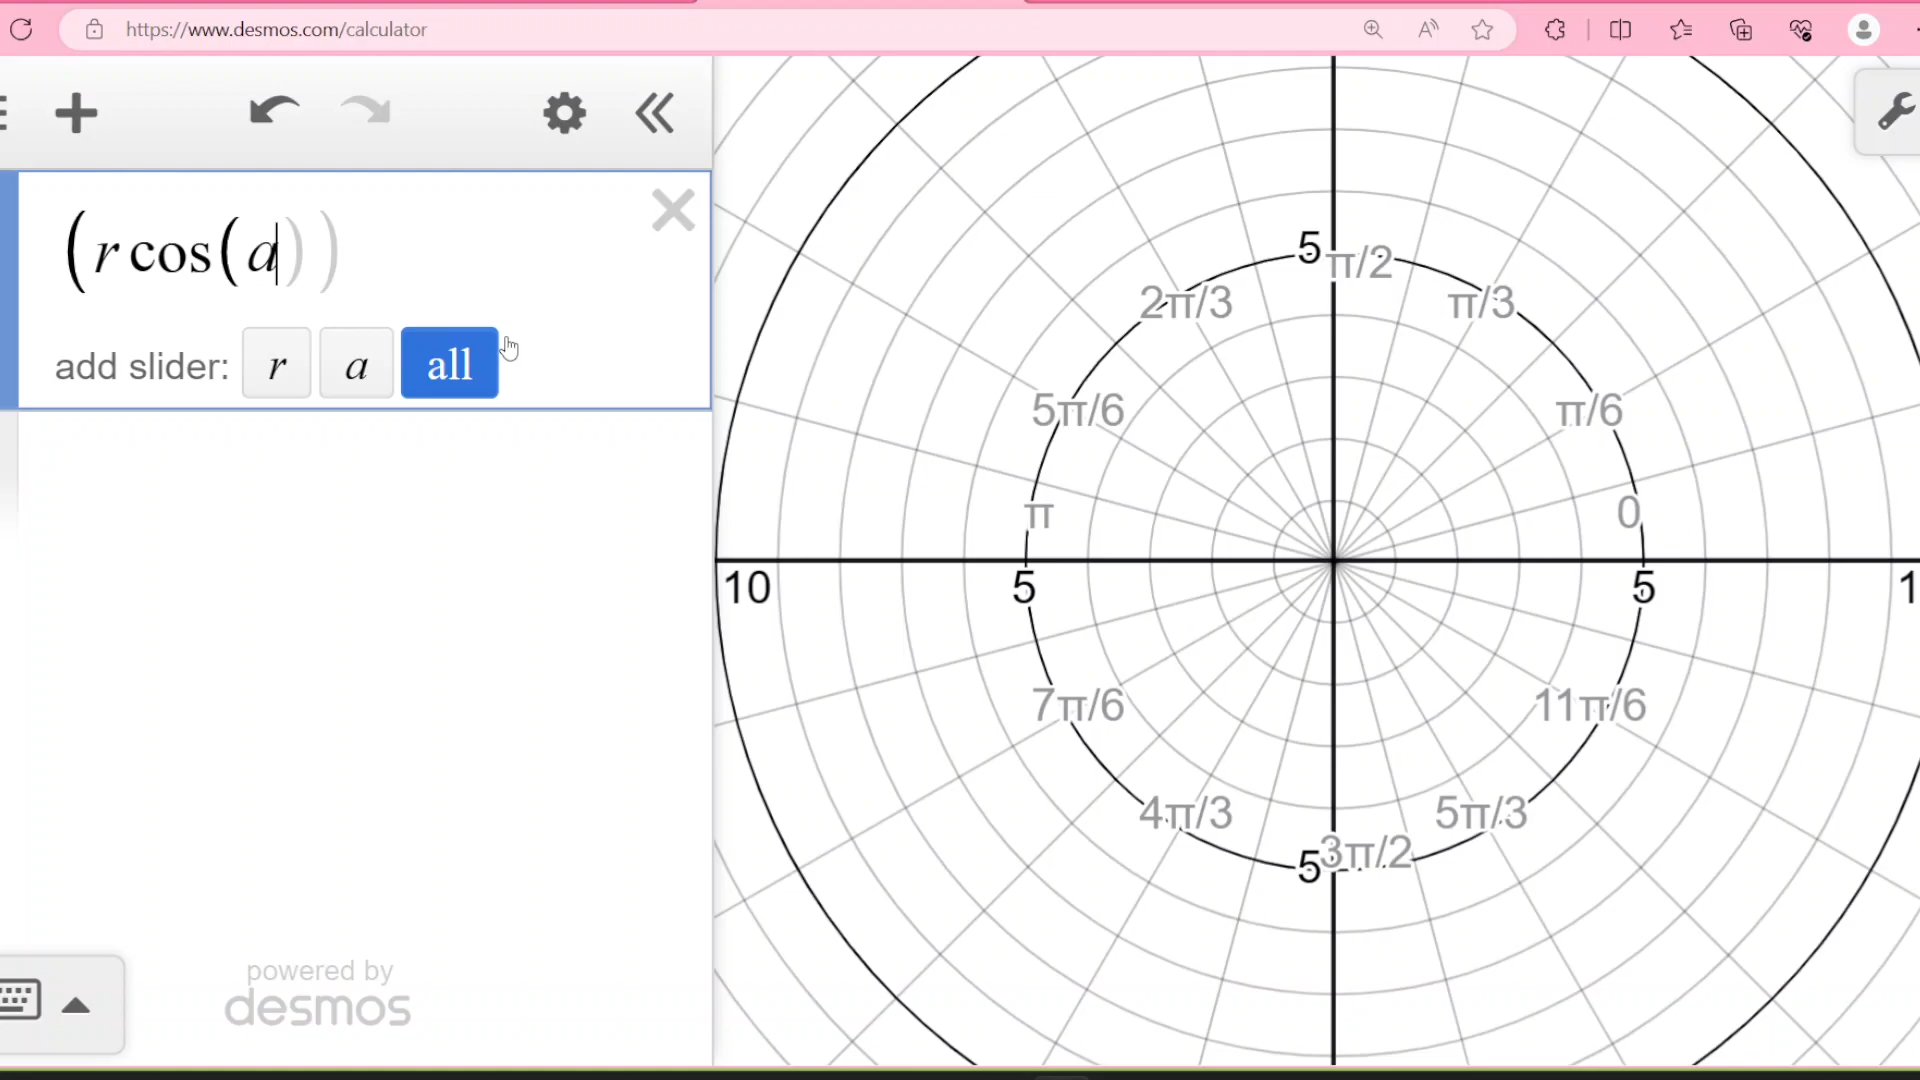 https://www.desmos.com/calculator
(r cos(a))
add slider: r a all
powered by
desmos
5 π/2
2π/3 π/3
5π/6 π/6
π 0
10 5 5 1
7π/6 11π/6
4π/3 5π/3
5 3π/2